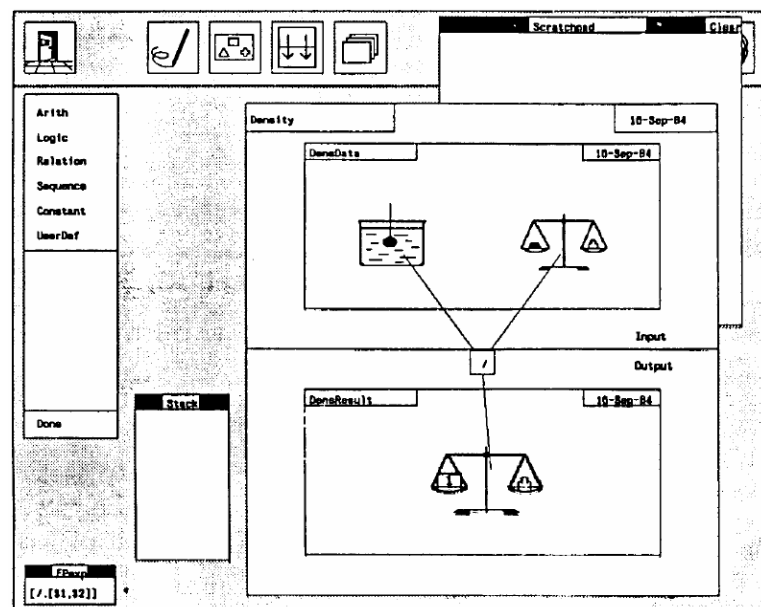 Scratchpad Clear
Arith
Logic
Relation
Sequence
Constant
UserDef
Done
Density 10-Sep-84
DensData 10-Sep-84
Input
/
Output
DensResult 10-Sep-84
1
Stack
FPexp
[/.[S1,S2]]